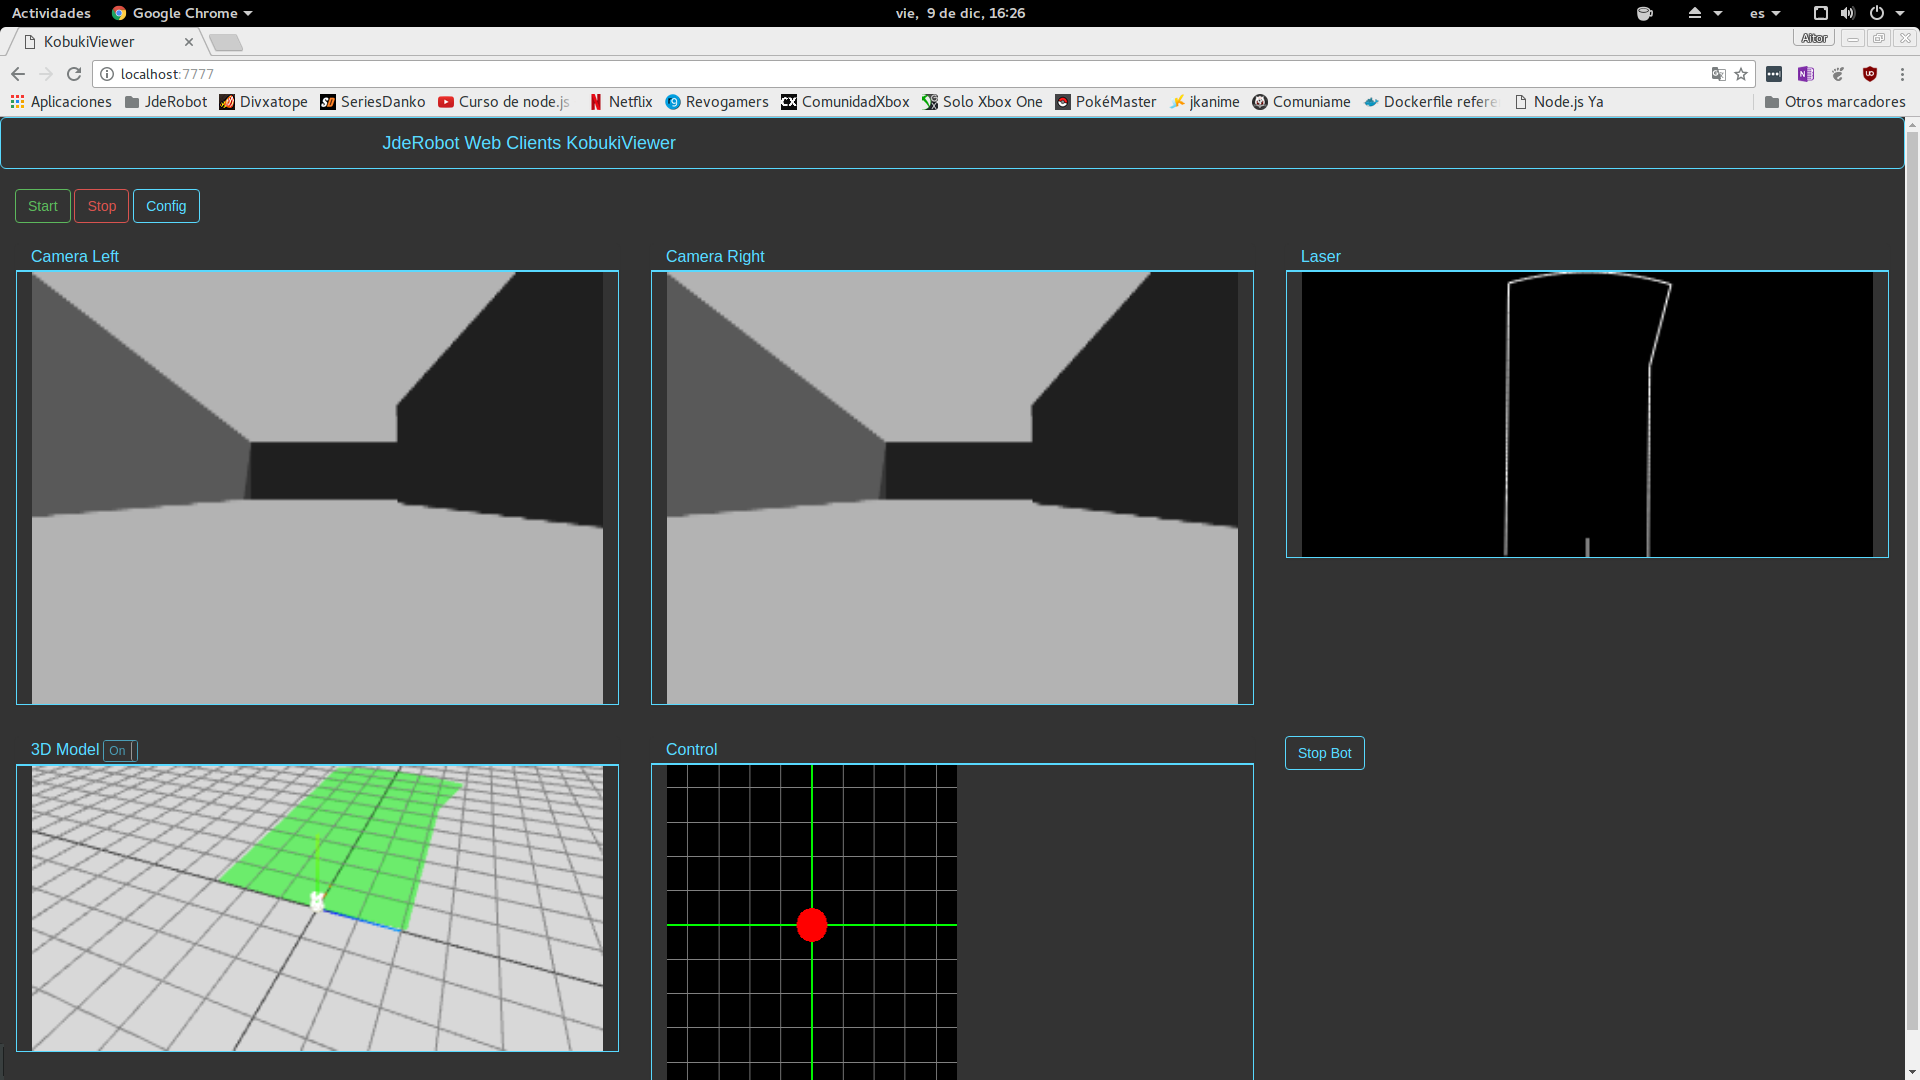 Actividades Google Chrome vie, 9 de dic, 16:26 es
KobukiViewer Aitor
localhost:7777
Aplicaciones JdeRobot Divxatope SeriesDanko Curso de node.js Netflix Revogamers ComunidadXbox Solo Xbox One PokéMaster jkanime Comuniame Dockerfile refere Node.js Ya Otros marcadores
JdeRobot Web Clients KobukiViewer
Start Stop Config
Camera Left Camera Right Laser
3D Model On Control Stop Bot